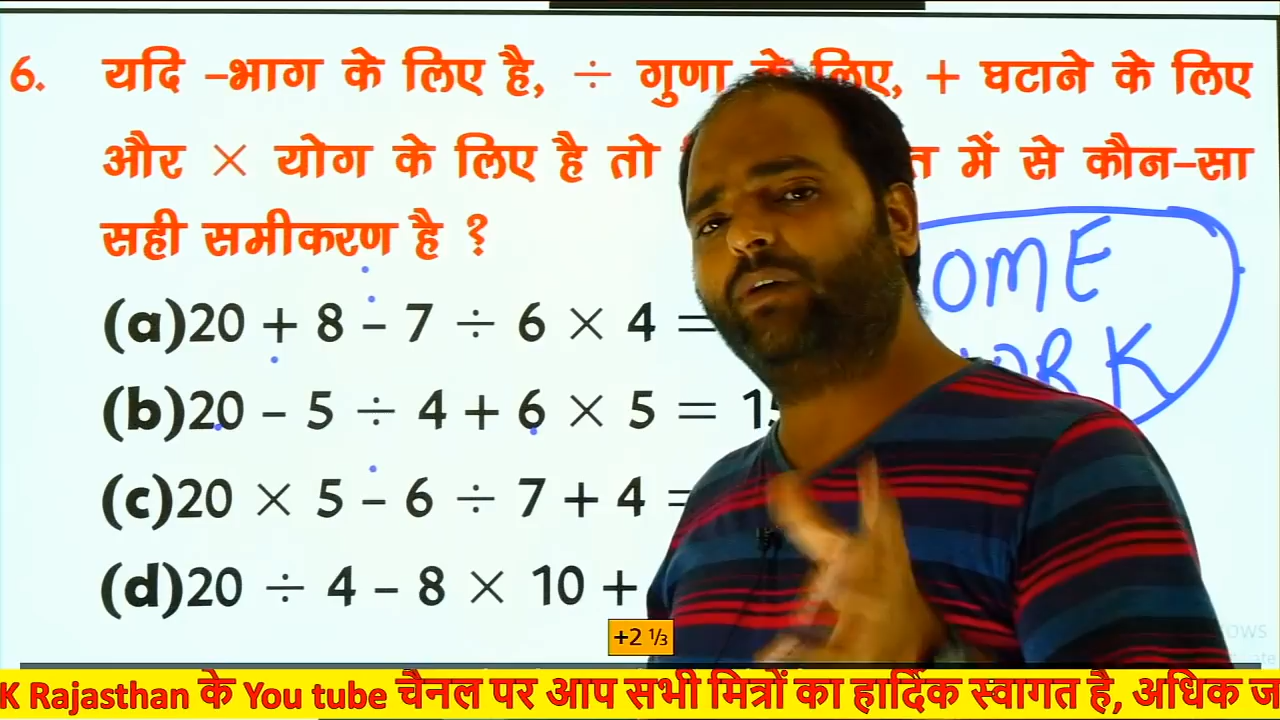 6. यदि -भाग के लिए है, ÷ गुणा के लिए, + घटाने के लिए
और × योग के लिए है तो में से कौन-सा
सही समीकरण है ?
(a)20 + 8 – 7 ÷ 6 × 4 =
OME
(b)20 – 5 ÷ 4 + 6 × 5 =
WORK
(c)20 × 5 – 6 ÷ 7 + 4 =
(d)20 ÷ 4 – 8 × 10 +
+2 ⅓
K Rajasthan के You tube चैनल पर आप सभी मित्रों का हार्दिक स्वागत है, अधिक ज